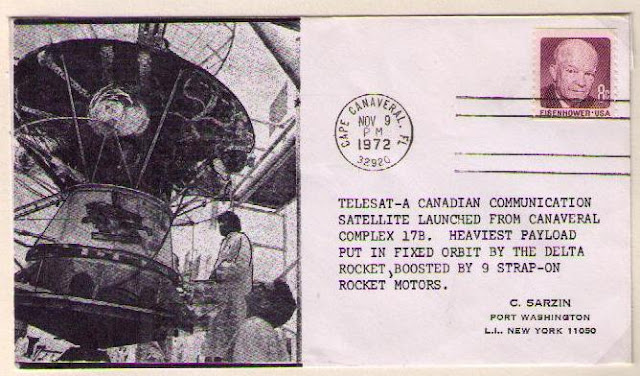 8c
EISENHOWER·USA
CAPE CANAVERAL, FL
NOV 9
PM
1972
32920
TELESAT-A CANADIAN COMMUNICATION
SATELLITE LAUNCHED FROM CANAVERAL
COMPLEX 17B. HEAVIEST PAYLOAD
PUT IN FIXED ORBIT BY THE DELTA
ROCKET,BOOSTED BY 9 STRAP-ON
ROCKET MOTORS.
C. SARZIN
PORT WASHINGTON
L.I., NEW YORK 11050